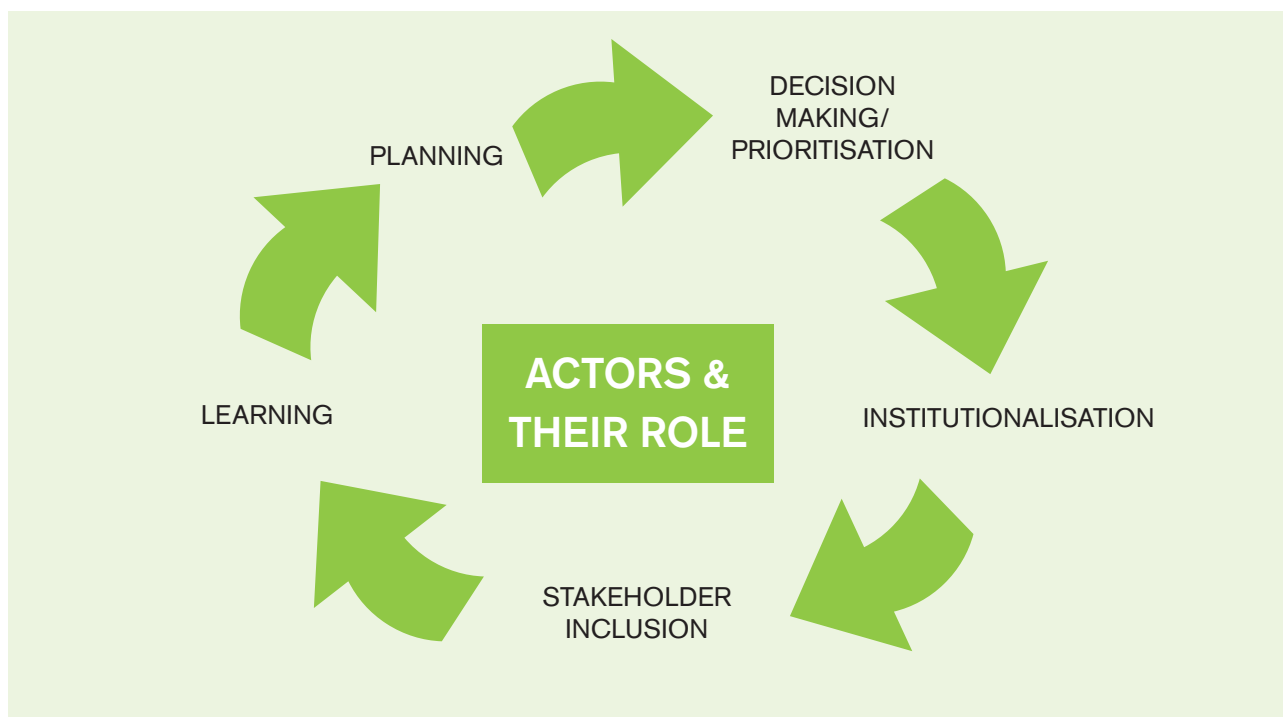 PLANNING
DECISION
MAKING/
PRIORITISATION
INSTITUTIONALISATION
STAKEHOLDER
INCLUSION
LEARNING
ACTORS &
THEIR ROLE